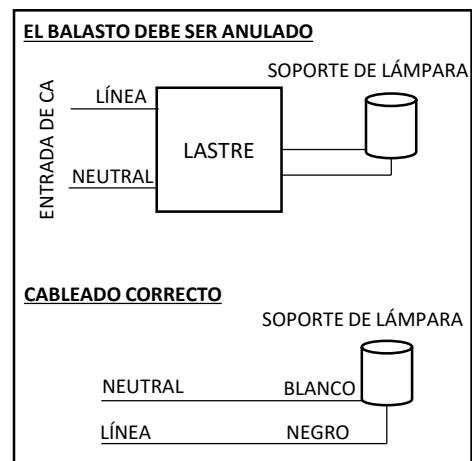 EL BALASTO DEBE SER ANULADO
SOPORTE DE LÁMPARA
LÍNEA
ENTRADA DE CA
LASTRE
NEUTRAL
CABLEADO CORRECTO
SOPORTE DE LÁMPARA
NEUTRAL BLANCO
LÍNEA NEGRO